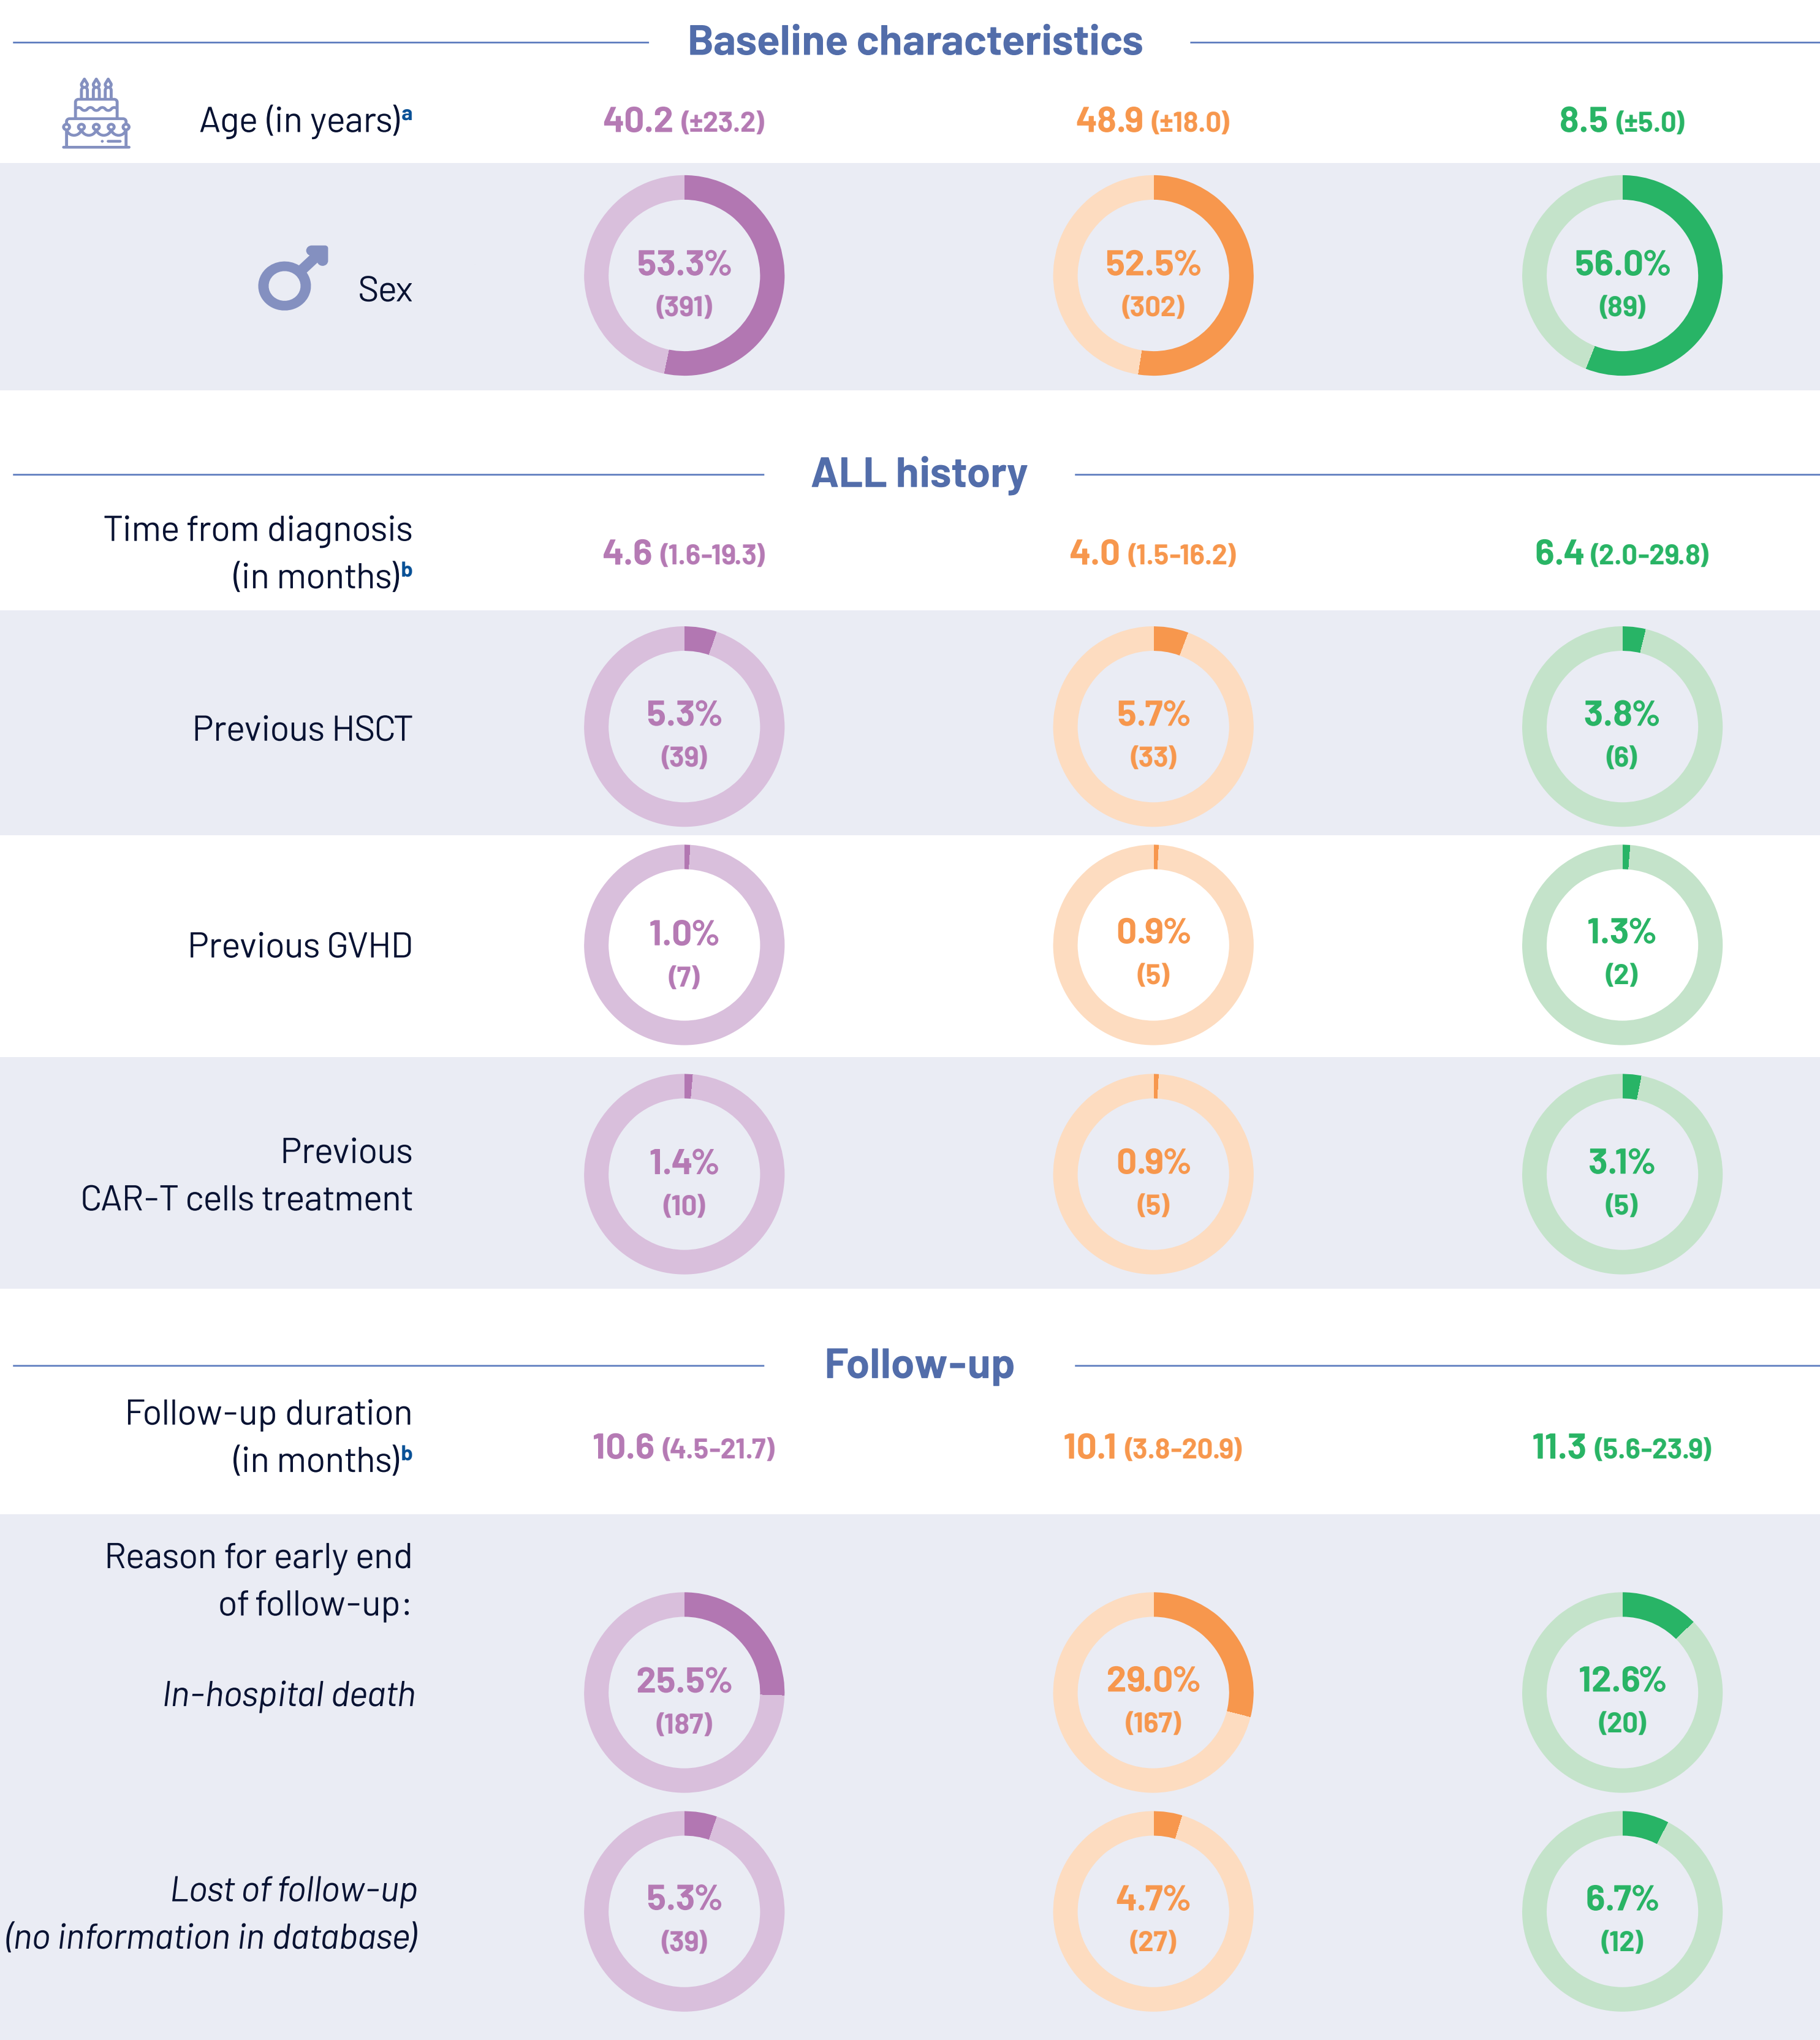 Baseline characteristics
Age (in years)a 40.2 (±23.2) 48.9 (±18.0) 8.5 (±5.0)
Sex 53.3% 52.5% 56.0%
(391) (302) (89)
ALL history
Time from diagnosis
(in months)b 4.6 (1.6-19.3) 4.0 (1.5-16.2) 6.4 (2.0-29.8)
Previous HSCT 5.3% 5.7% 3.8%
(39) (33) (6)
Previous GVHD 1.0% 0.9% 1.3%
(7) (5) (2)
Previous
CAR-T cells treatment 1.4% 0.9% 3.1%
(10) (5) (5)
Follow-up
Follow-up duration
(in months)b 10.6 (4.5-21.7) 10.1 (3.8-20.9) 11.3 (5.6-23.9)
Reason for early end
of follow-up:
In-hospital death 25.5% 29.0% 12.6%
(187) (167) (20)
Lost of follow-up 5.3% 4.7% 6.7%
(no information in database) (39) (27) (12)